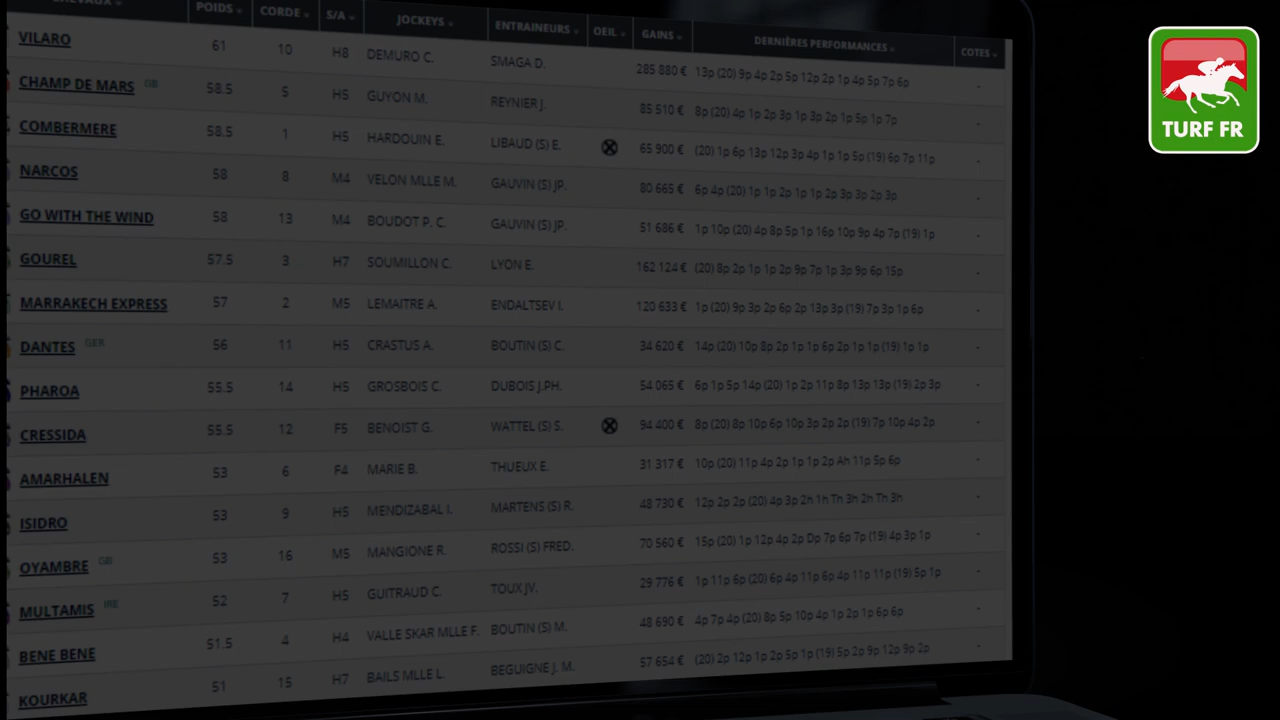 CHEVAUX POIDS CORDE S/A JOCKEYS ENTRAINEURS OEIL GAINS DERNIÈRES PERFORMANCES COTES
VILARO 61 10 H8 DEMURO C. SMAGA D. 285 880 € 13p (20) 9p 4p 2p 5p 12p 2p 1p 4p 5p 7p 6p -
CHAMP DE MARS GB 58.5 5 H5 GUYON M. REYNIER J. 85 510 € 8p (20) 4p 1p 2p 3p 1p 3p 2p 1p 5p 1p 7p -
COMBERMERE 58.5 1 H5 HARDOUIN E. LIBAUD (S) E. 65 900 € (20) 1p 6p 13p 12p 3p 4p 1p 1p 5p (19) 6p 7p 11p -
NARCOS 58 8 M4 VELON MLLE M. GAUVIN (S) JP. 80 665 € 6p 4p (20) 1p 1p 2p 1p 1p 2p 3p 3p 2p 3p -
GO WITH THE WIND 58 13 M4 BOUDOT P. C. GAUVIN (S) JP. 51 686 € 1p 10p (20) 4p 8p 5p 1p 16p 10p 9p 4p 7p (19) 1p -
GOUREL 57.5 3 H7 SOUMILLON C. LYON E. 162 124 € (20) 8p 2p 1p 1p 2p 9p 7p 1p 3p 9p 6p 15p -
MARRAKECH EXPRESS 57 2 M5 LEMAITRE A. ENDALTSEV I. 120 633 € 1p (20) 9p 3p 2p 6p 2p 13p 3p (19) 7p 3p 1p 6p -
DANTES GER 56 11 H5 CRASTUS A. BOUTIN (S) C. 34 620 € 14p (20) 10p 8p 2p 1p 1p 6p 2p 1p 1p (19) 1p 1p -
PHAROA 55.5 14 H5 GROSBOIS C. DUBOIS J.PH. 54 065 € 6p 1p 5p 14p (20) 1p 2p 11p 8p 13p 13p (19) 2p 3p -
CRESSIDA 55.5 12 F5 BENOIST G. WATTEL (S) S. 94 400 € 8p (20) 8p 10p 6p 10p 3p 2p 2p (19) 7p 10p 4p 2p -
AMARHALEN 53 6 F4 MARIE B. THUEUX E. 31 317 € 10p (20) 11p 4p 2p 1p 1p 2p Ah 11p 5p 6p -
ISIDRO 53 9 H5 MENDIZABAL I. MARTENS (S) R. 48 730 € 12p 2p 2p (20) 4p 3p 2h 1h Th 3h 2h Th 3h -
OYAMBRE GB 53 16 M5 MANGIONE R. ROSSI (S) FRED. 70 560 € 15p (20) 1p 12p 4p 2p Dp 7p 6p 7p (19) 4p 3p 1p -
MULTAMIS IRE 52 7 H5 GUITRAUD C. TOUX JV. 29 776 € 1p 11p 6p (20) 6p 4p 11p 6p 4p 11p 11p (19) 5p 1p -
BENE BENE 51.5 4 H4 VALLE SKAR MLLE F. BOUTIN (S) M. 48 690 € 4p 7p 4p (20) 8p 5p 10p 4p 1p 2p 1p 6p 6p -
KOURKAR 51 15 H7 BAILS MLLE L. BEGUIGNE J. M. 57 654 € (20) 2p 12p 1p 2p 5p 1p (19) 5p 2p 9p 12p 9p 2p -
TURF FR